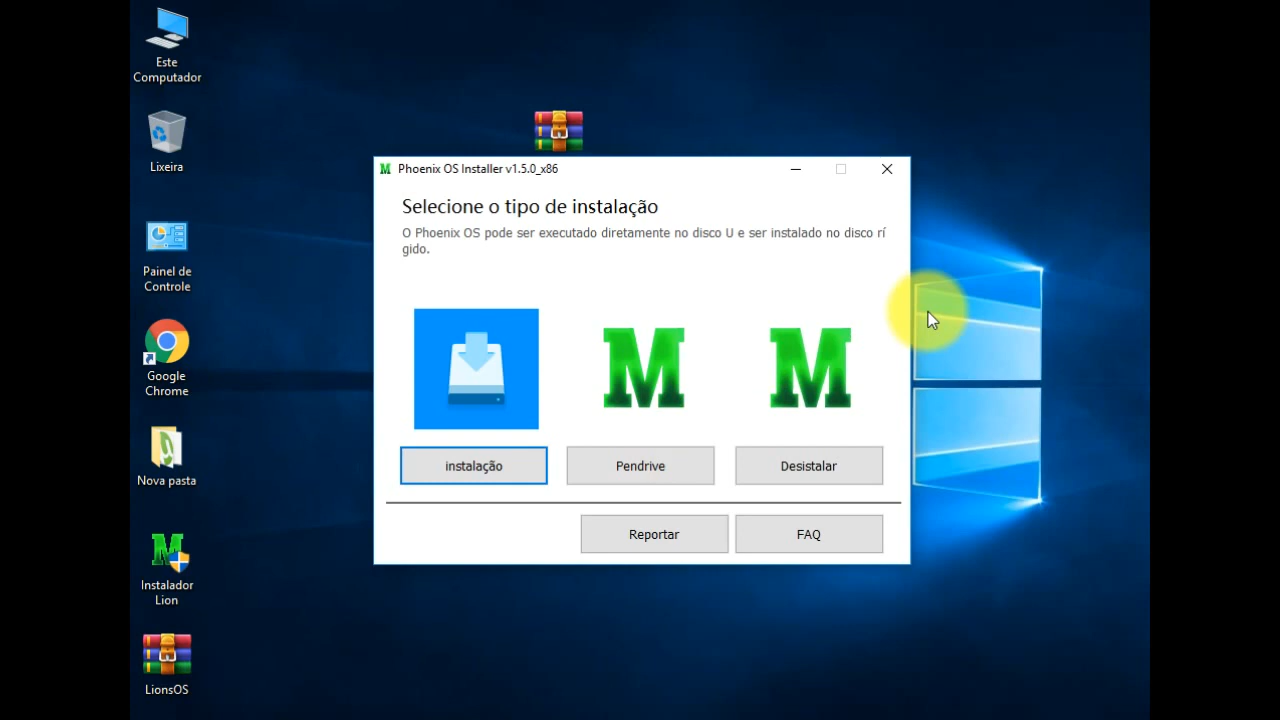 Este
Computador
Lixeira
Painel de
Controle
Google
Chrome
Nova pasta
Instalador
Lion
LionsOS
M Phoenix OS Installer v1.5.0_x86
Selecione o tipo de instalação
O Phoenix OS pode ser executado diretamente no disco U e ser instalado no disco rí
gido.
M M
instalação Pendrive Desistalar
Reportar FAQ